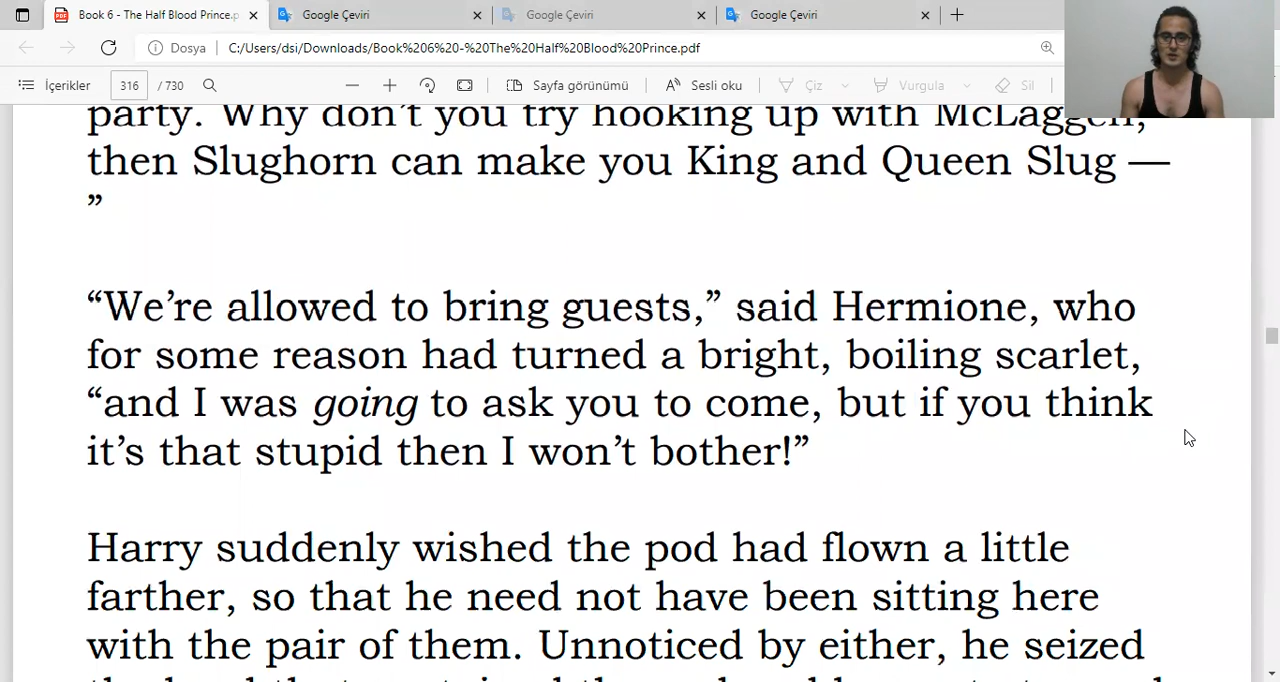 Book 6 - The Half Blood Prince.p
Google Çeviri
Google Çeviri
Google Çeviri
Dosya
C:/Users/dsi/Downloads/Book%206%20-%20The%20Half%20Blood%20Prince.pdf
İçerikler
316 / 730
Sayfa görünümü
Sesli oku
Çiz
Vurgula
Sil
party. Why don’t you try hooking up with McLaggen,
then Slughorn can make you King and Queen Slug —
”
“We’re allowed to bring guests,” said Hermione, who
for some reason had turned a bright, boiling scarlet,
“and I was going to ask you to come, but if you think
it’s that stupid then I won’t bother!”
Harry suddenly wished the pod had flown a little
farther, so that he need not have been sitting here
with the pair of them. Unnoticed by either, he seized